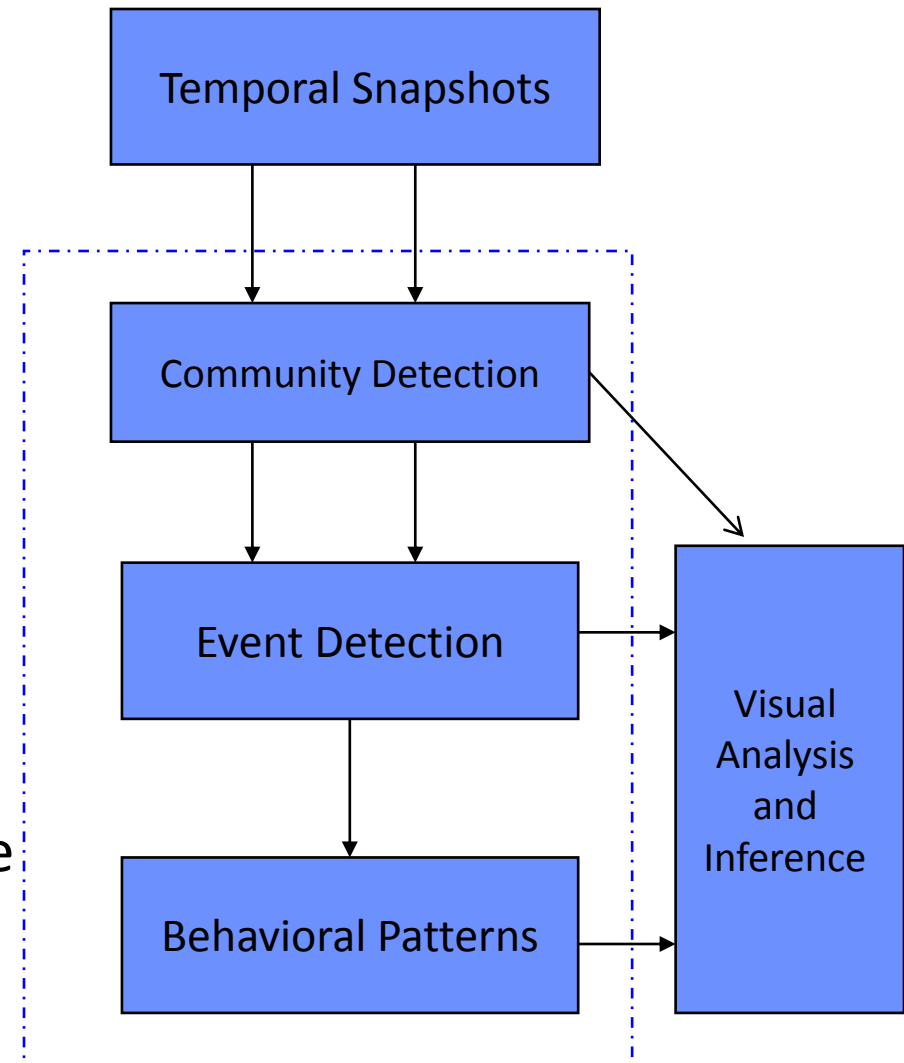 Temporal Snapshots
Community Detection
Event Detection
Visual
Analysis
and
Inference
e
Behavioral Patterns